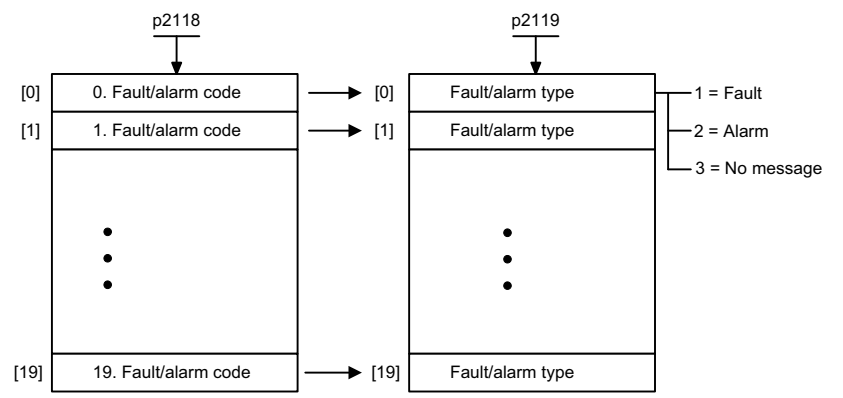 p2118 p2119
[0] 0. Fault/alarm code [0] Fault/alarm type 1 = Fault
[1] 1. Fault/alarm code [1] Fault/alarm type 2 = Alarm
3 = No message
[19] 19. Fault/alarm code [19] Fault/alarm type